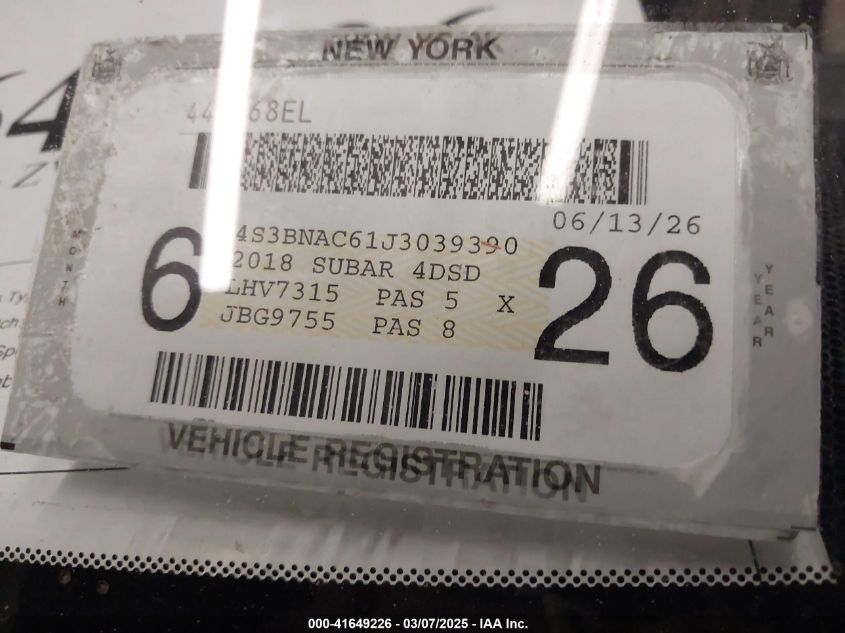 NEW YORK
68EL
06/13/26
4S3BNAC61J3039390
2018 SUBAR 4DSD
LHV7315 PAS 5 X
JBG9755 PAS 8
6
26
MONTH
YEAR
YEAR
VEHICLE REGISTRATION
000-41649226 - 03/07/2025 - IAA Inc.